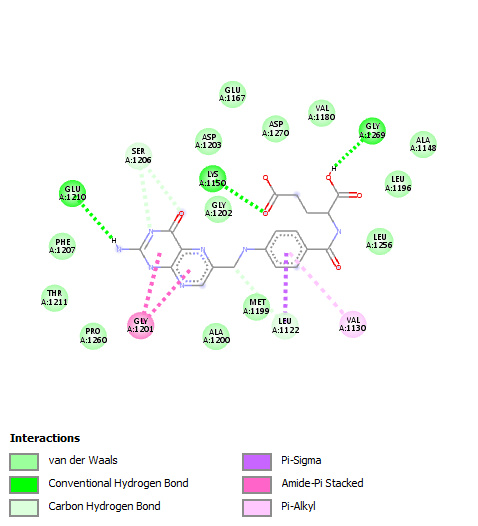 GLU
A:1167
VAL
A:1180
ASP
A:1270
GLY
A:1269
ASP
A:1203
ALA
A:1148
SER
A:1206
LYS
A:1150
H
O
O
LEU
A:1196
GLU
A:1210
O
O
O
GLY
A:1202
O
H
N
N
LEU
A:1256
PHE
A:1207
N
N
N
O
N
N
THR
A:1211
MET
A:1199
GLY
A:1201
LEU
A:1122
VAL
A:1130
PRO
A:1260
ALA
A:1200
Interactions
van der Waals
Conventional Hydrogen Bond
Carbon Hydrogen Bond
Pi-Sigma
Amide-Pi Stacked
Pi-Alkyl